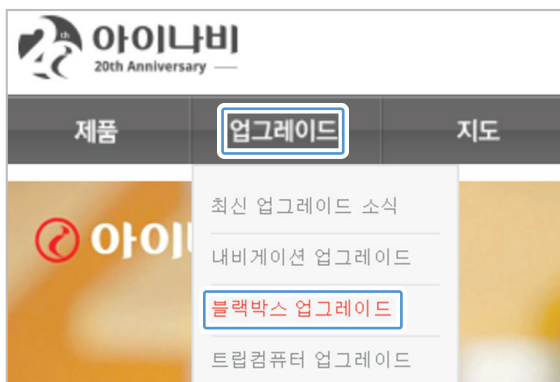 th
아이나비
20th Anniversary
제품 업그레이드 지도
최신 업그레이드 소식
아이
내비게이션 업그레이드
블랙박스 업그레이드
트립컴퓨터 업그레이드